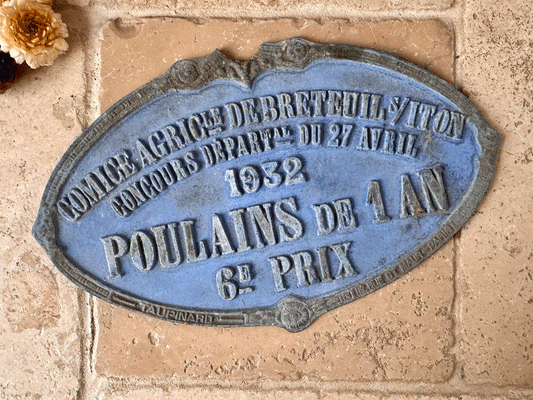 COMICE AGRICLE DE BRETEUIL S/ITON
CONCOURS DÉPARTAL DU 27 AVRIL
1932
POULAINS DE 1 AN
6E PRIX
TAUPINARD